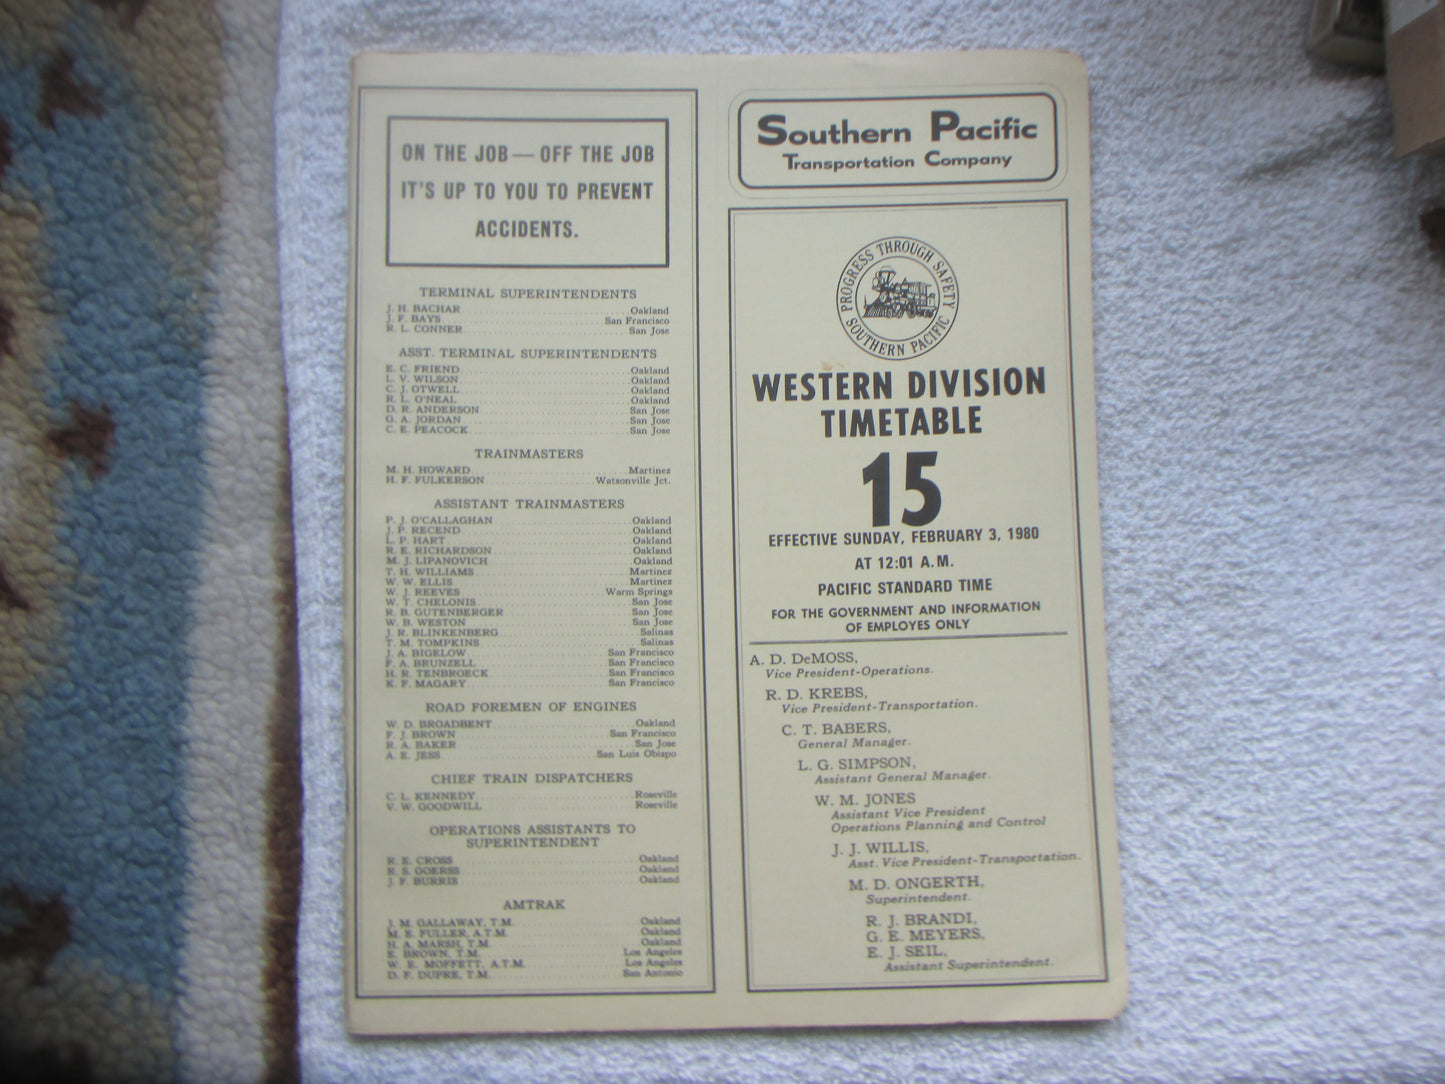 ON THE JOB — OFF THE JOB
IT'S UP TO YOU TO PREVENT
ACCIDENTS.
TERMINAL SUPERINTENDENTS
J. H. BACHAR Oakland
J. F. BAYS San Francisco
R. L. CONNER San Jose
ASST. TERMINAL SUPERINTENDENTS
E. C. FRIEND Oakland
L. V. WILSON Oakland
C. J. OTWELL Oakland
R. L. O'NEAL Oakland
D. R. ANDERSON San Jose
G. A. JORDAN San Jose
C. E. PEACOCK San Jose
TRAINMASTERS
M. H. HOWARD Martinez
H. F. FULKERSON Watsonville Jct.
ASSISTANT TRAINMASTERS
P. J. O'CALLAGHAN Oakland
J. P. RECEND Oakland
L. P. HART Oakland
R. E. RICHARDSON Oakland
M. J. LIPANOVICH Oakland
T. H. WILLIAMS Martinez
W. W. ELLIS Martinez
W. J. REEVES Warm Springs
W. T. CHELONIS San Jose
R. B. GUTENBERGER San Jose
W. B. WESTON San Jose
J. R. BLINKENBERG Salinas
T. M. TOMPKINS Salinas
J. A. BIGELOW San Francisco
F. A. BRUNZELL San Francisco
H. R. TENBROECK San Francisco
K. F. MAGARY San Francisco
ROAD FOREMEN OF ENGINES
W. D. BROADBENT Oakland
F. J. BROWN San Francisco
R. A. BAKER San Jose
A. E. JESS San Luis Obispo
CHIEF TRAIN DISPATCHERS
C. L. KENNEDY Roseville
V. W. GOODWILL Roseville
OPERATIONS ASSISTANTS TO
SUPERINTENDENT
R. E. CROSS Oakland
R. S. GOERSS Oakland
J. F. BURRIS Oakland
AMTRAK
J. M. GALLAWAY, T.M. Oakland
M. E. FULLER, A.T.M. Oakland
H. A. MARSH, T.M. Oakland
E. BROWN, T.M. Los Angeles
W. E. MOFFETT, A.T.M. Los Angeles
D. F. DUPRE, T.M. San Antonio
Southern Pacific
Transportation Company
PROGRESS THROUGH SAFETY
SOUTHERN PACIFIC
WESTERN DIVISION
TIMETABLE
15
EFFECTIVE SUNDAY, FEBRUARY 3, 1980
AT 12:01 A.M.
PACIFIC STANDARD TIME
FOR THE GOVERNMENT AND INFORMATION
OF EMPLOYES ONLY
A. D. DeMOSS,
Vice President-Operations.
R. D. KREBS,
Vice President-Transportation.
C. T. BABERS,
General Manager.
L. G. SIMPSON,
Assistant General Manager.
W. M. JONES
Assistant Vice President
Operations Planning and Control
J. J. WILLIS,
Asst. Vice President-Transportation.
M. D. ONGERTH,
Superintendent.
R. J. BRANDI,
G. E. MEYERS,
E. J. SEIL,
Assistant Superintendent.